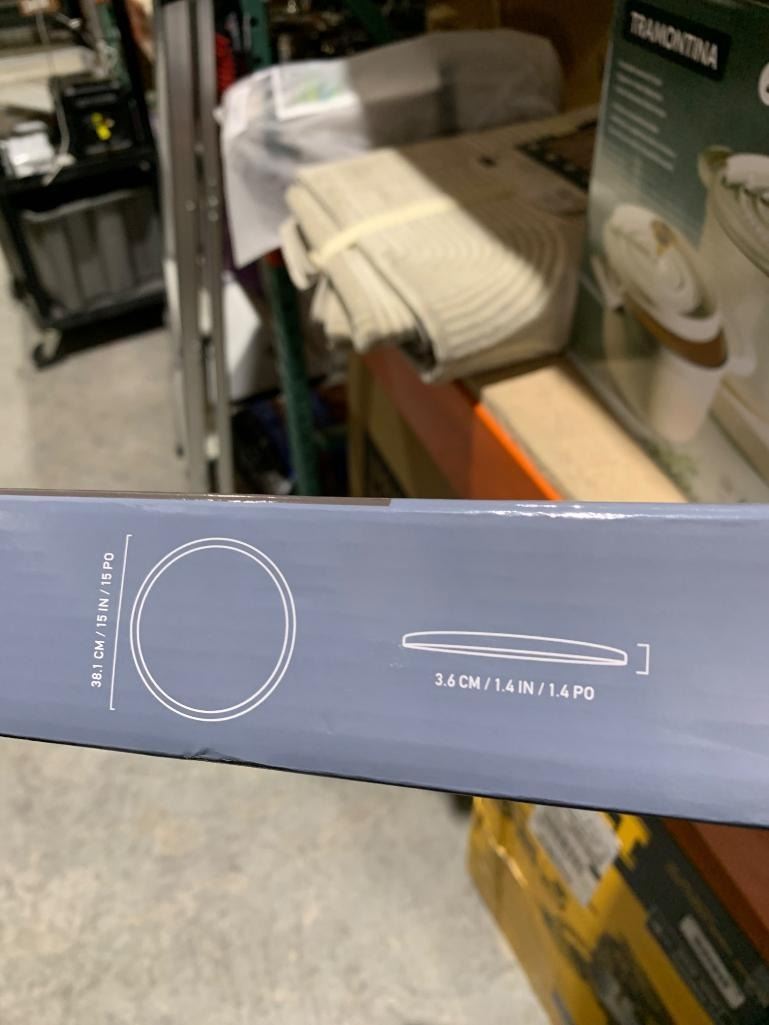 TRAMONTINA
38.1 CM / 15 IN / 15 PO
3.6 CM / 1.4 IN / 1.4 PO